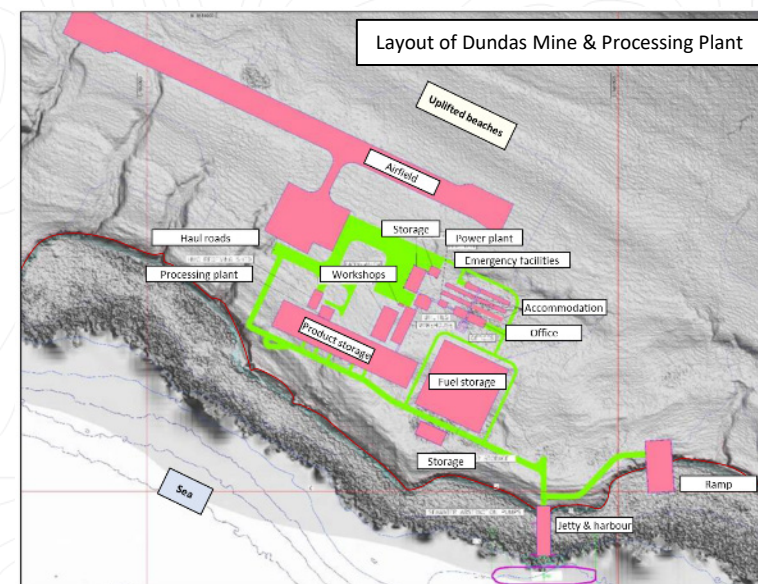 Layout of Dundas Mine & Processing Plant
Uplifted beaches
Airfield
Storage
Haul roads
Power plant
Emergency facilities
Processing plant
Workshops
Accommodation
Office
Product storage
Fuel storage
Storage
Sea
Ramp
Jetty & harbour